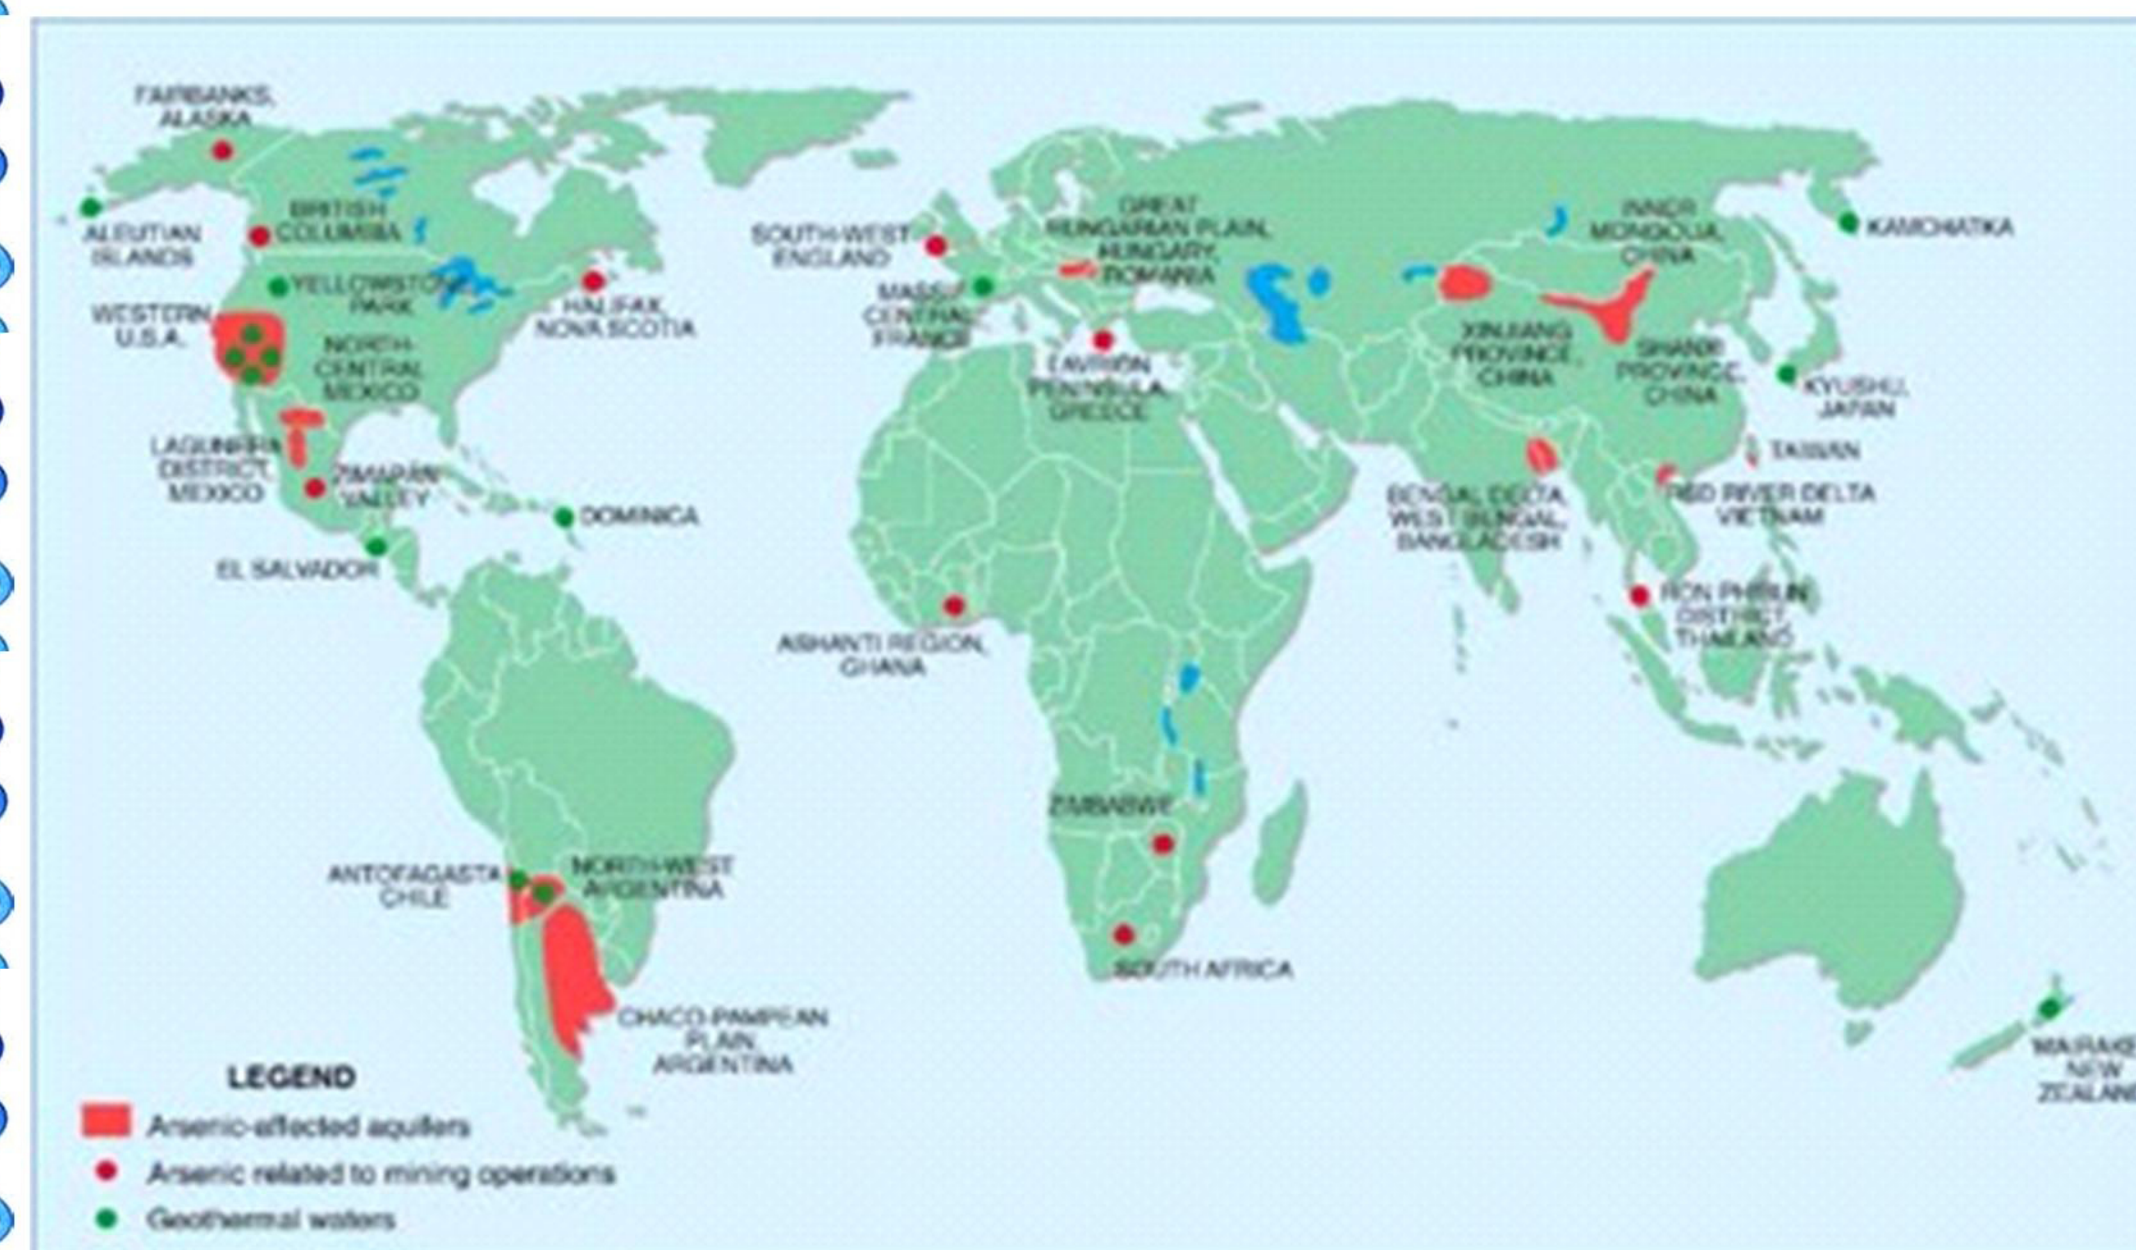 FAIRBANKS,
ALASKA
ALEUTIAN
ISLANDS
BRITISH
COLUMBIA
YELLOWSTONE
PARK
WESTERN
U.S.A.
NORTH-
CENTRAL
MEXICO
HALIFAX,
NOVA SCOTIA
LAGUNERA
DISTRICT,
MEXICO
ZIMAPAN
VALLEY
DOMINICA
EL SALVADOR
ANTOFAGASTA
CHILE
NORTH-WEST
ARGENTINA
CHACO-PAMPEAN
PLAIN,
ARGENTINA
SOUTH-WEST
ENGLAND
MASSIF
CENTRAL
FRANCE
GREAT
HUNGARIAN PLAIN,
HUNGARY,
ROMANIA
LAVRION
PENINSULA,
GREECE
ASHANTI REGION,
GHANA
ZIMBABWE
SOUTH AFRICA
INNER
MONGOLIA,
CHINA
XINJIANG
PROVINCE,
CHINA
SHANXI
PROVINCE,
CHINA
KAMCHATKA
KYUSHU,
JAPAN
TAIWAN
BENGAL DELTA,
WEST BENGAL,
BANGLADESH
RED RIVER DELTA
VIETNAM
RON PHIBUN
DISTRICT,
THAILAND
WAIRAKE
NEW
ZEALAN
LEGEND
Arsenic-affected aquifers
Arsenic related to mining operations
Geothermal waters